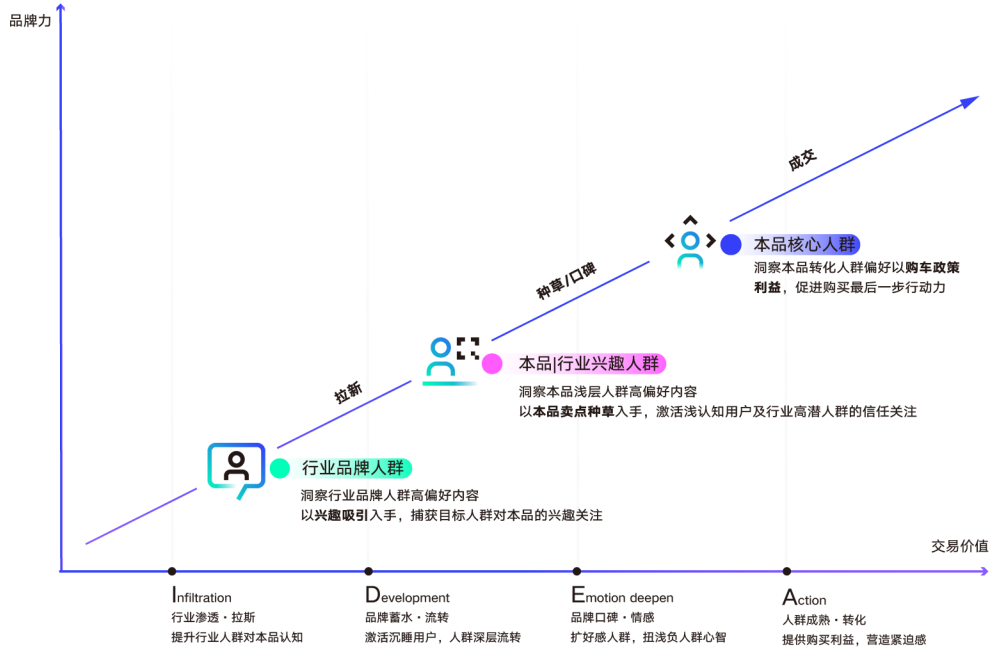 品牌力
成交
本品核心人群
洞察本品转化人群偏好以购车政策
利益，促进购买最后一步行动力
种草/口碑
本品|行业兴趣人群
洞察本品浅层人群高偏好内容
以本品卖点种草入手，激活浅认知用户及行业高潜人群的信任关注
拉新
行业品牌人群
洞察行业品牌人群高偏好内容
以兴趣吸引入手，捕获目标人群对本品的兴趣关注
交易价值
Infiltration
行业渗透·拉斯
提升行业人群对本品认知
Development
品牌蓄水·流转
激活沉睡用户，人群深层流转
Emotion deepen
品牌口碑·情感
扩好感人群，扭浅负人群心智
Action
人群成熟·转化
提供购买利益，营造紧迫感